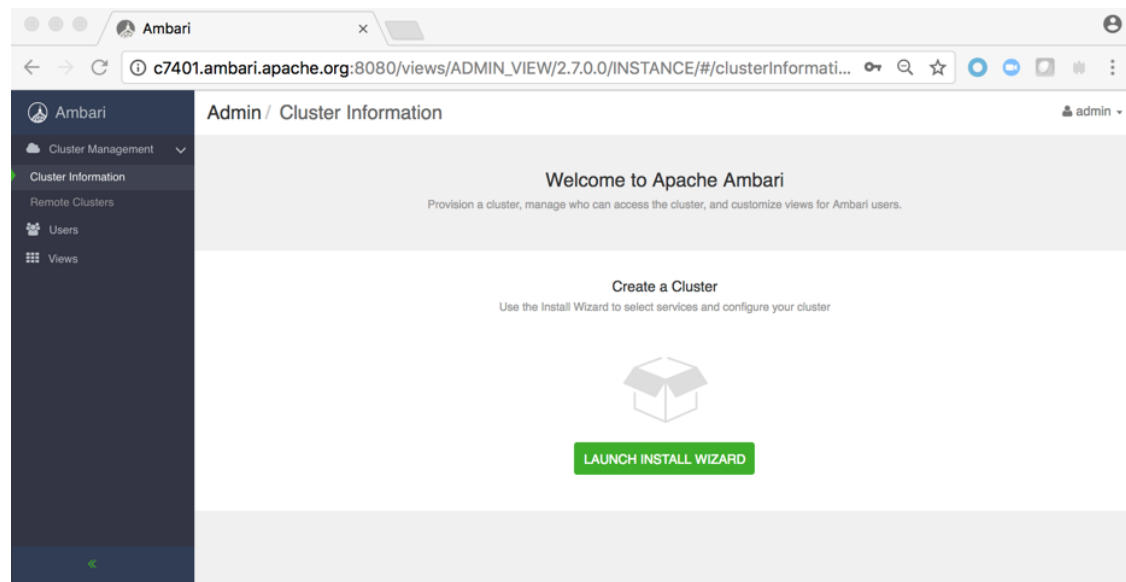 Ambari
c7401.ambari.apache.org:8080/views/ADMIN_VIEW/2.7.0.0/INSTANCE/#/clusterInformati...
Ambari
Admin / Cluster Information
admin
Cluster Management
Cluster Information
Remote Clusters
Users
Views
Welcome to Apache Ambari
Provision a cluster, manage who can access the cluster, and customize views for Ambari users.
Create a Cluster
Use the Install Wizard to select services and configure your cluster
LAUNCH INSTALL WIZARD